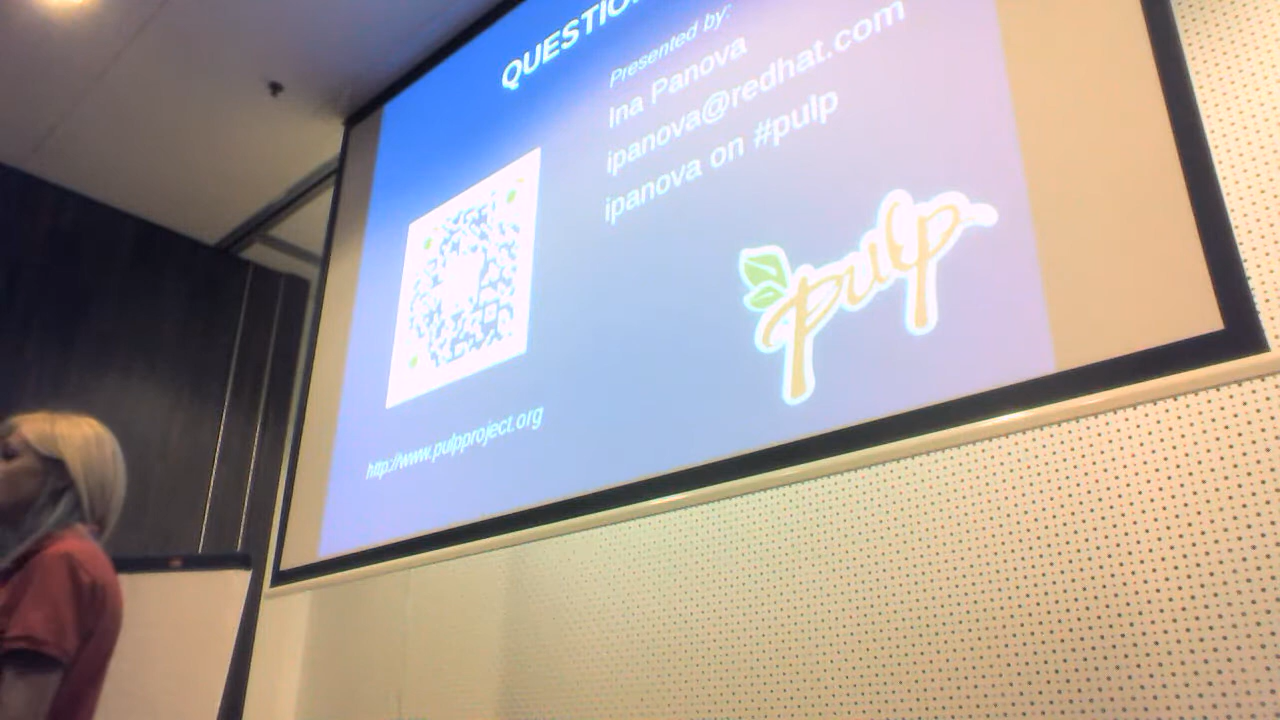 QUESTIO
Presented by:
Ina Panova
ipanova@redhat.com
ipanova on #pulp
pulp
http://www.pulpproject.org